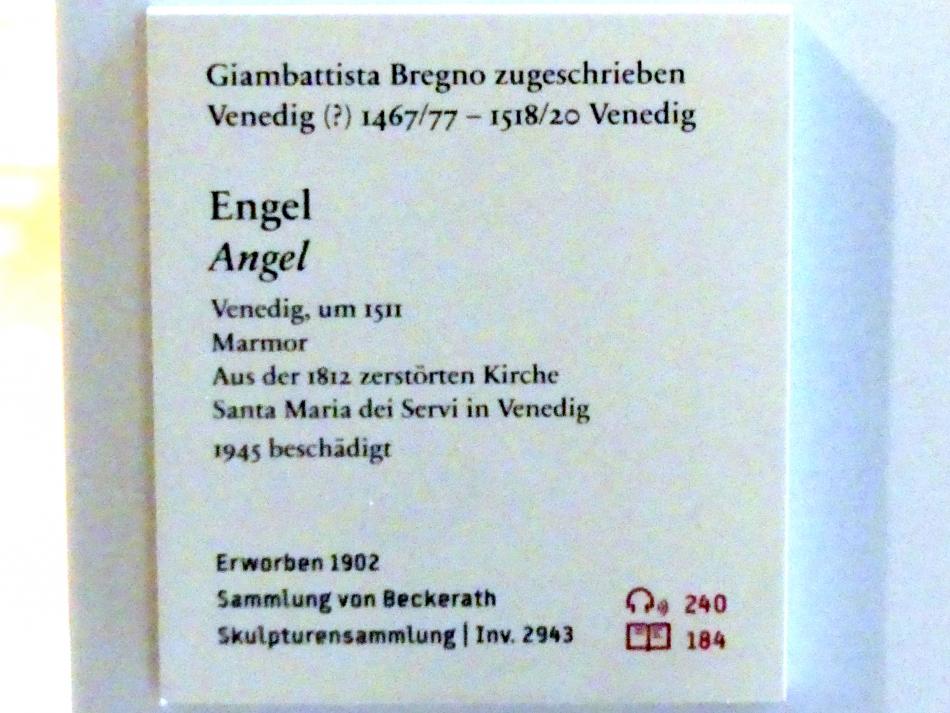 Giambattista Bregno zugeschrieben
Venedig (?) 1467/77 – 1518/20 Venedig
Engel
Angel
Venedig, um 1511
Marmor
Aus der 1812 zerstörten Kirche
Santa Maria dei Servi in Venedig
1945 beschädigt
Erworben 1902
Sammlung von Beckerath
Skulpturensammlung | Inv. 2943
240
184